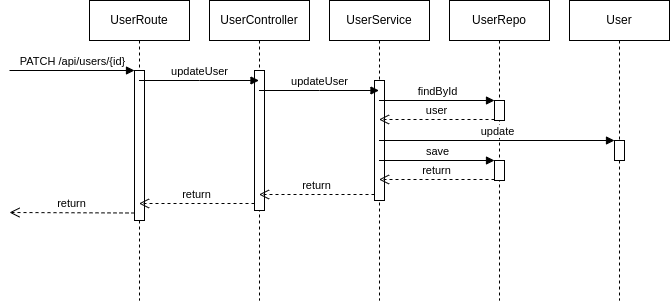 UserRoute
UserController
UserService
UserRepo
User
PATCH /api/users/{id}
updateUser
updateUser
findById
user
update
save
return
return
return
return